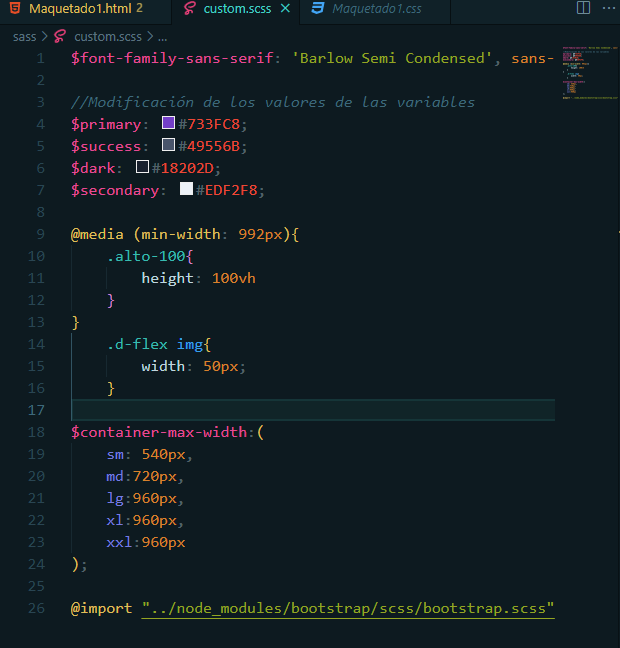 Maquetado1.html 2 custom.scss × Maquetado1.css ...
sass > custom.scss > ...
1 $font-family-sans-serif: 'Barlow Semi Condensed', sans-
2
3 //Modificación de los valores de las variables
4 $primary: #733FC8;
5 $success: #49556B;
6 $dark: #18202D;
7 $secondary: #EDF2F8;
8
9 @media (min-width: 992px){
10 .alto-100{
11 height: 100vh
12 }
13 }
14 .d-flex img{
15 width: 50px;
16 }
17
18 $container-max-width:(
19 sm: 540px,
20 md:720px,
21 lg:960px,
22 xl:960px,
23 xxl:960px
24 );
25
26 @import "../node_modules/bootstrap/scss/bootstrap.scss"